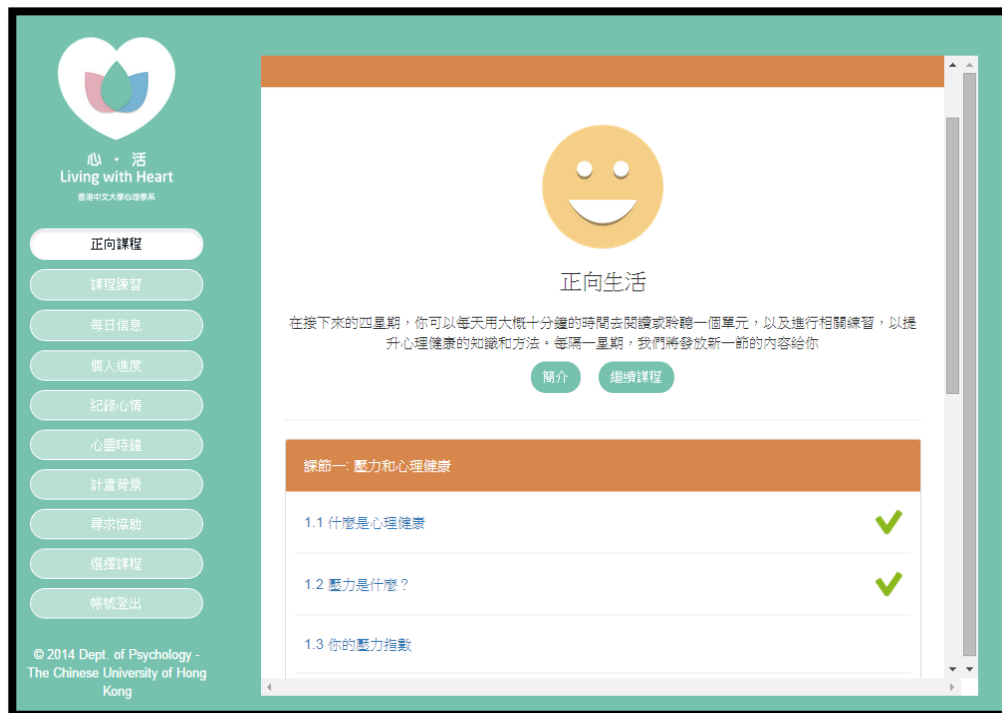 心 ・ 活
Living with Heart
香港中文大學心理學系
正向課程
課程練習
每日信息
個人進度
紀錄心情
心靈時鐘
計畫背景
尋求協助
選擇課程
帳號登出
© 2014 Dept. of Psychology -
The Chinese University of Hong
Kong
正向生活
在接下來的四星期，你可以每天用大概十分鐘的時間去閱讀或聆聽一個單元，以及進行相關練習，以提
升心理健康的知識和方法。每隔一星期，我們將發放新一節的內容給你
簡介
繼續課程
課節一: 壓力和心理健康
1.1 什麼是心理健康
1.2 壓力是什麼？
1.3 你的壓力指數